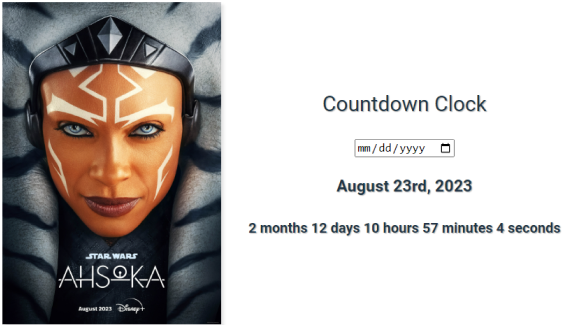 STAR WARS
AHSOKA
August 2023 Disney+
Countdown Clock
mm/dd/yyyy
August 23rd, 2023
2 months 12 days 10 hours 57 minutes 4 seconds